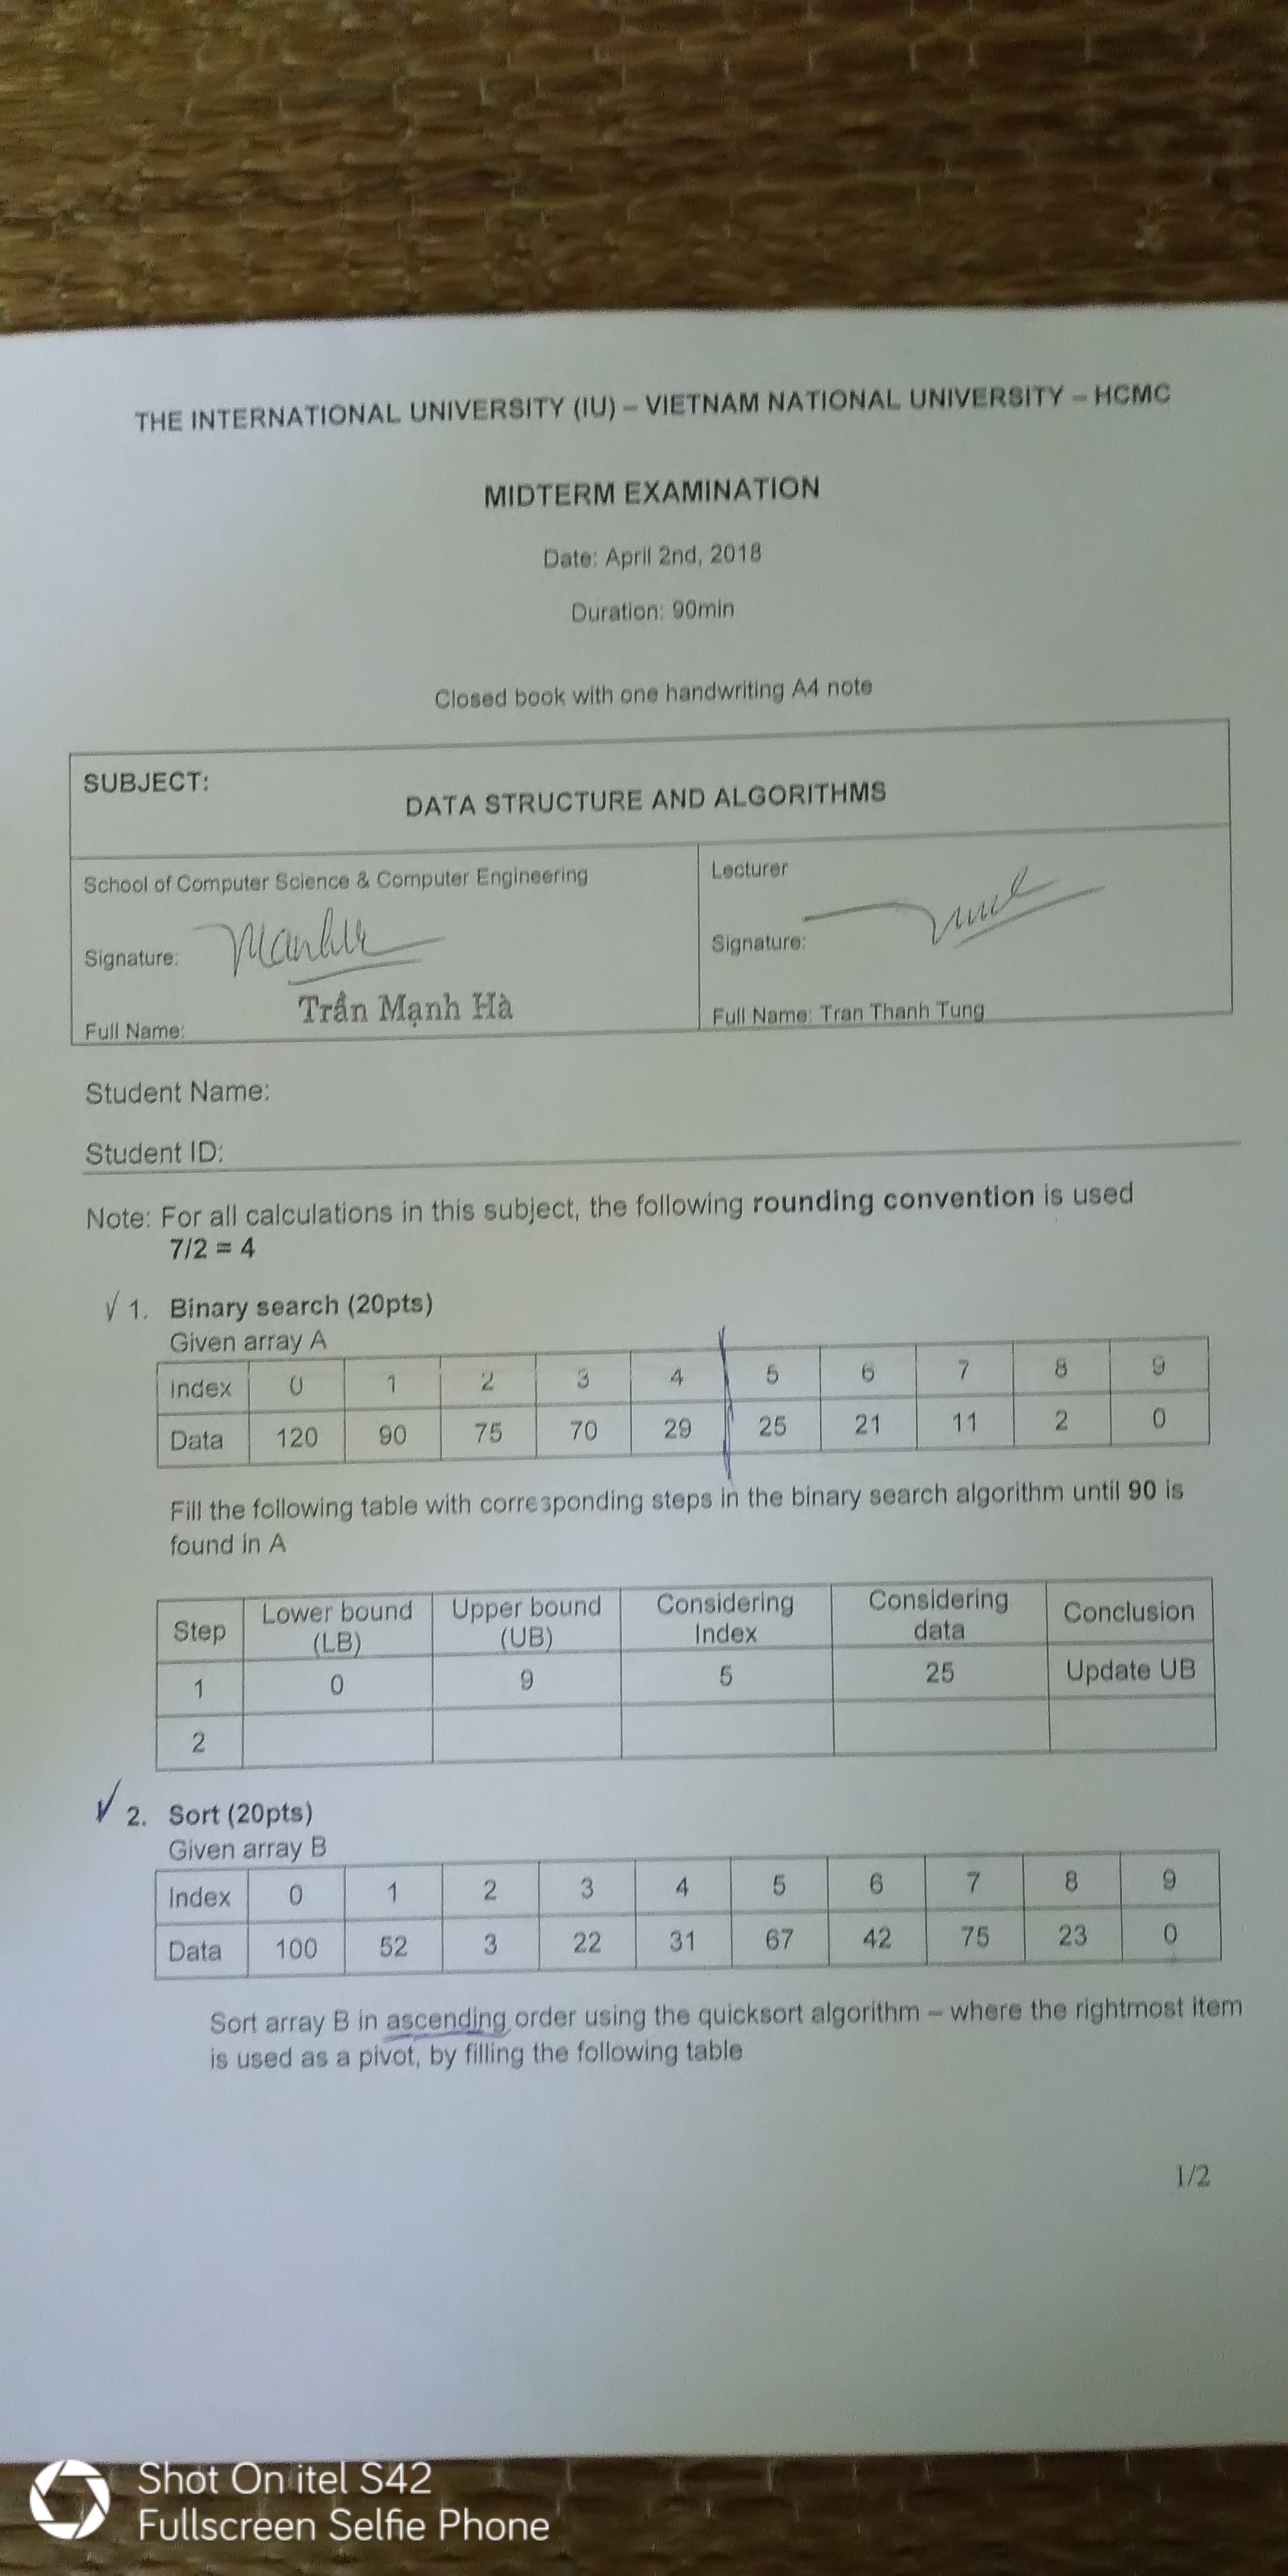 THE INTERNATIONAL UNIVERSITY (IU) – VIETNAM NATIONAL UNIVERSITY – HCMC
MIDTERM EXAMINATION
Date: April 2nd, 2018
Duration: 90min
Closed book with one handwriting A4 note
SUBJECT:
DATA STRUCTURE AND ALGORITHMS
School of Computer Science & Computer Engineering
Signature:
Trần Mạnh Hà
Full Name:
Lecturer
Signature:
Full Name: Tran Thanh Tung
Student Name:
Student ID:
Note: For all calculations in this subject, the following rounding convention is used
7/2 = 4
1. Binary search (20pts)
Given array A
Index 0 1 2 3 4 5 6 7 8 9
Data 120 90 75 70 29 25 21 11 2 0
Fill the following table with corresponding steps in the binary search algorithm until 90 is
found in A
Step Lower bound (LB) Upper bound (UB) Considering Index Considering data Conclusion
1 0 9 5 25 Update UB
2
2. Sort (20pts)
Given array B
Index 0 1 2 3 4 5 6 7 8 9
Data 100 52 3 22 31 67 42 75 23 0
Sort array B in ascending order using the quicksort algorithm – where the rightmost item
is used as a pivot, by filling the following table
1/2
Shot On itel S42
Fullscreen Selfie Phone